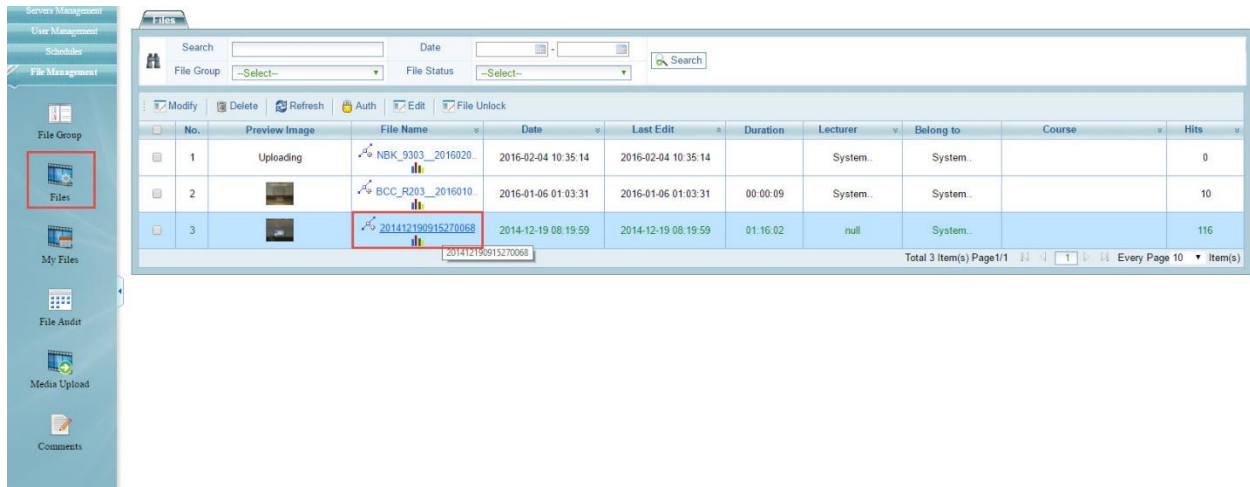 Servers Management
User Management
Schedules
File Management
File Group
Files
My Files
File Audit
Media Upload
Comments
Files
Search Date - Search
File Group --Select-- File Status --Select--
Modify Delete Refresh Auth Edit File Unlock
No. Preview Image File Name Date Last Edit Duration Lecturer Belong to Course Hits
1 Uploading NBK_9303__2016020.. 2016-02-04 10:35:14 2016-02-04 10:35:14 System.. System.. 0
2 BCC_R203__2016010.. 2016-01-06 01:03:31 2016-01-06 01:03:31 00:00:09 System.. System.. 10
3 201412190915270068 2014-12-19 08:19:59 2014-12-19 08:19:59 01:16:02 null System.. 116
201412190915270068
Total 3 Item(s) Page1/1 1 Every Page 10 Item(s)